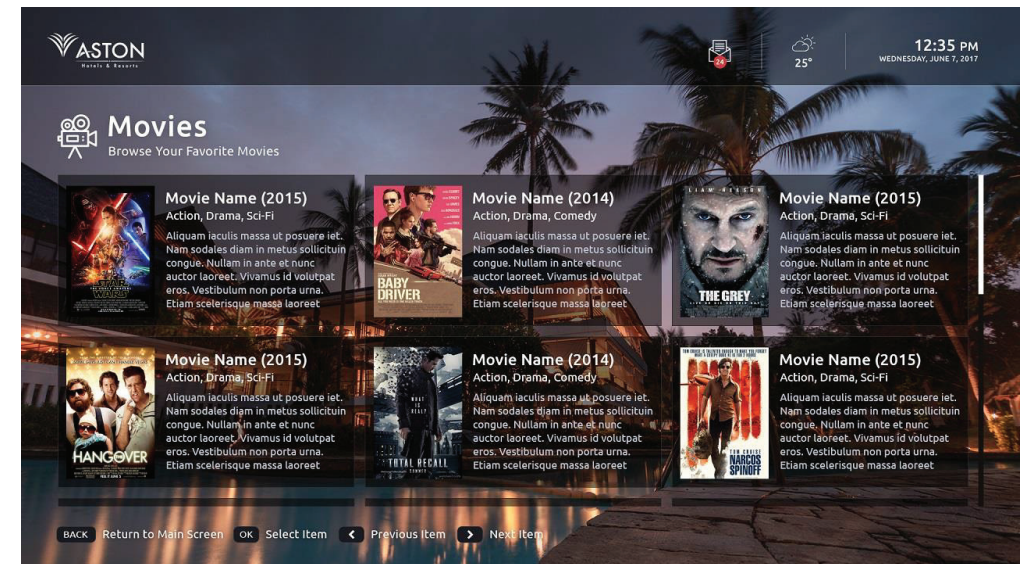 ASTON
Hotels & Resorts
24
25°
12:35 PM
WEDNESDAY, JUNE 7, 2017
Movies
Browse Your Favorite Movies
Movie Name (2015)
Action, Drama, Sci-Fi
Aliquam iaculis massa ut posuere iet.
Nam sodales diam in metus sollicituin
congue. Nullam in ante et nunc
auctor laoreet. Vivamus id volutpat
eros. Vestibulum non porta urna.
Etiam scelerisque massa laoreet
STAR
WARS
Movie Name (2014)
Action, Drama, Comedy
Aliquam iaculis massa ut posuere iet.
Nam sodales diam in metus sollicituin
congue. Nullam in ante et nunc
auctor laoreet. Vivamus id volutpat
eros. Vestibulum non porta urna.
Etiam scelerisque massa laoreet
BABY
DRIVER
Movie Name (2015)
Action, Drama, Sci-Fi
Aliquam iaculis massa ut posuere iet.
Nam sodales diam in metus sollicituin
congue. Nullam in ante et nunc
auctor laoreet. Vivamus id volutpat
eros. Vestibulum non porta urna.
Etiam scelerisque massa laoreet
LIAM NEESON
THE GREY
LIVE OR DIE ON THIS DAY
Movie Name (2015)
Action, Drama, Sci-Fi
Aliquam iaculis massa ut posuere iet.
Nam sodales diam in metus sollicituin
congue. Nullam in ante et nunc
auctor laoreet. Vivamus id volutpat
eros. Vestibulum non porta urna.
Etiam scelerisque massa laoreet
HANGOVER
Movie Name (2014)
Action, Drama, Comedy
Aliquam iaculis massa ut posuere iet.
Nam sodales diam in metus sollicituin
congue. Nullam in ante et nunc
auctor laoreet. Vivamus id volutpat
eros. Vestibulum non porta urna.
Etiam scelerisque massa laoreet
WHAT
IS
REAL?
TOTAL RECALL
SUMMER
Movie Name (2015)
Action, Drama, Sci-Fi
Aliquam iaculis massa ut posuere iet.
Nam sodales diam in metus sollicituin
congue. Nullam in ante et nunc
auctor laoreet. Vivamus id volutpat
eros. Vestibulum non porta urna.
Etiam scelerisque massa laoreet
TOM CRUISE
NARCOS
SPINOFF
BACK Return to Main Screen OK Select Item Previous Item Next Item